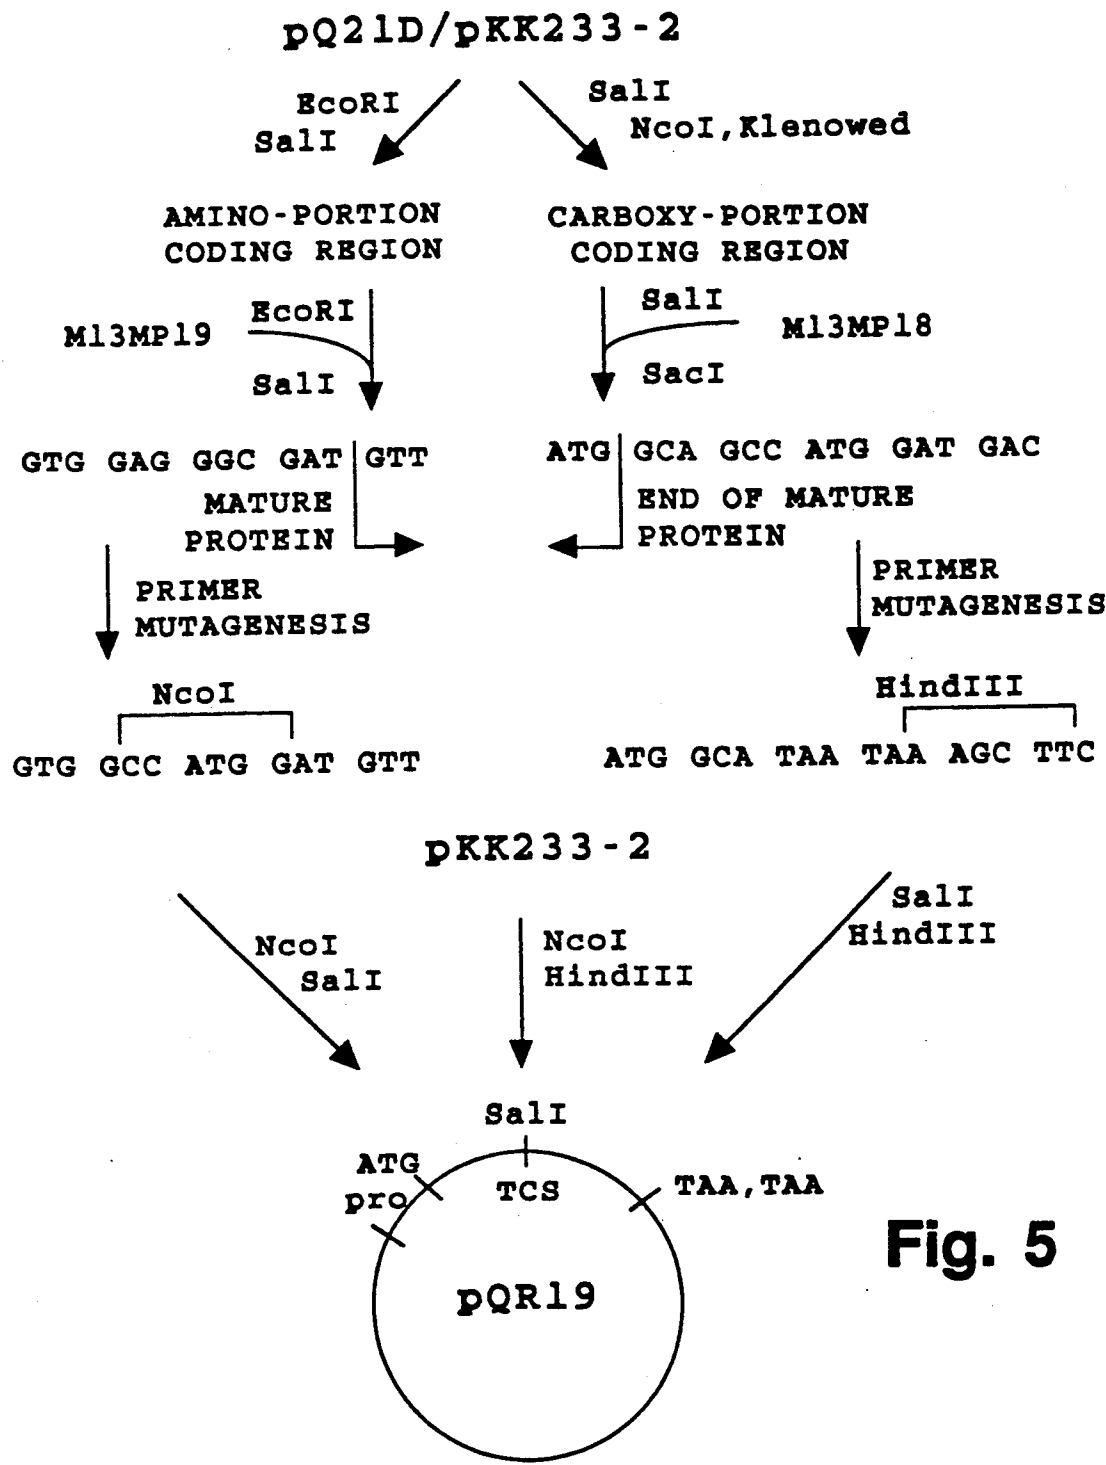 pQ21D/pKK233-2
EcoRI
SalI
SalI
NcoI,Klenowed
AMINO-PORTION
CODING REGION
CARBOXY-PORTION
CODING REGION
M13MP19
EcoRI
SalI
SalI
M13MP18
SacI
GTG GAG GGC GAT GTT
MATURE
PROTEIN
ATG GCA GCC ATG GAT GAC
END OF MATURE
PROTEIN
PRIMER
MUTAGENESIS
PRIMER
MUTAGENESIS
NcoI
GTG GCC ATG GAT GTT
HindIII
ATG GCA TAA TAA AGC TTC
pKK233-2
NcoI
SalI
NcoI
HindIII
SalI
HindIII
SalI
ATG
pro
TCS
TAA,TAA
pQR19
Fig. 5